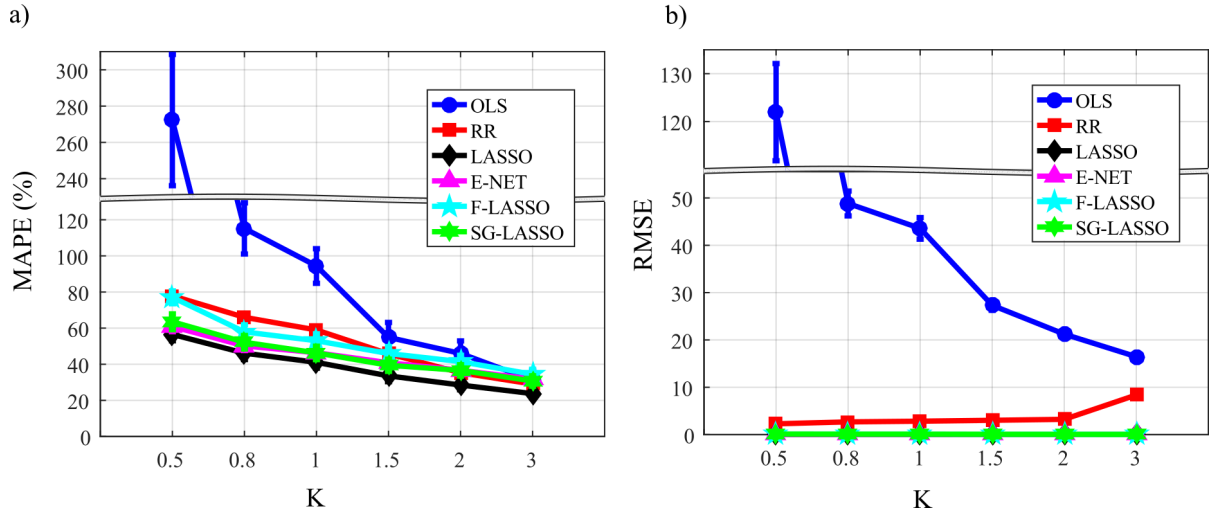 a)
MAPE (%)
300
280
260
240
120
100
80
60
40
20
0
0.5 0.8 1 1.5 2 3
K
OLS
RR
LASSO
E-NET
F-LASSO
SG-LASSO
b)
RMSE
130
120
50
40
30
20
10
0
0.5 0.8 1 1.5 2 3
K
OLS
RR
LASSO
E-NET
F-LASSO
SG-LASSO